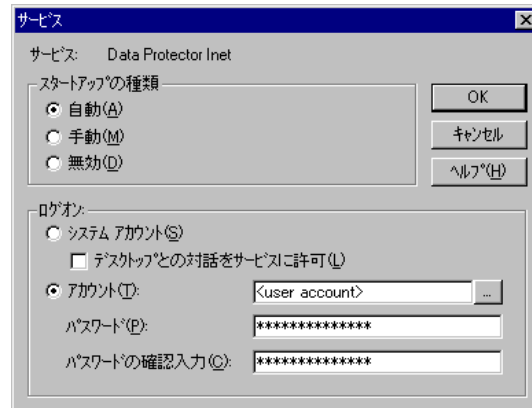 サービス
サービス: Data Protector Inet
スタートアップの種類
自動(A)
手動(M)
無効(D)
OK
キャンセル
ヘルプ(H)
ログオン:
システム アカウント(S)
デスクトップとの対話をサービスに許可(L)
アカウント(T): <user account> ...
パスワード(P): **************
パスワードの確認入力(C): **************